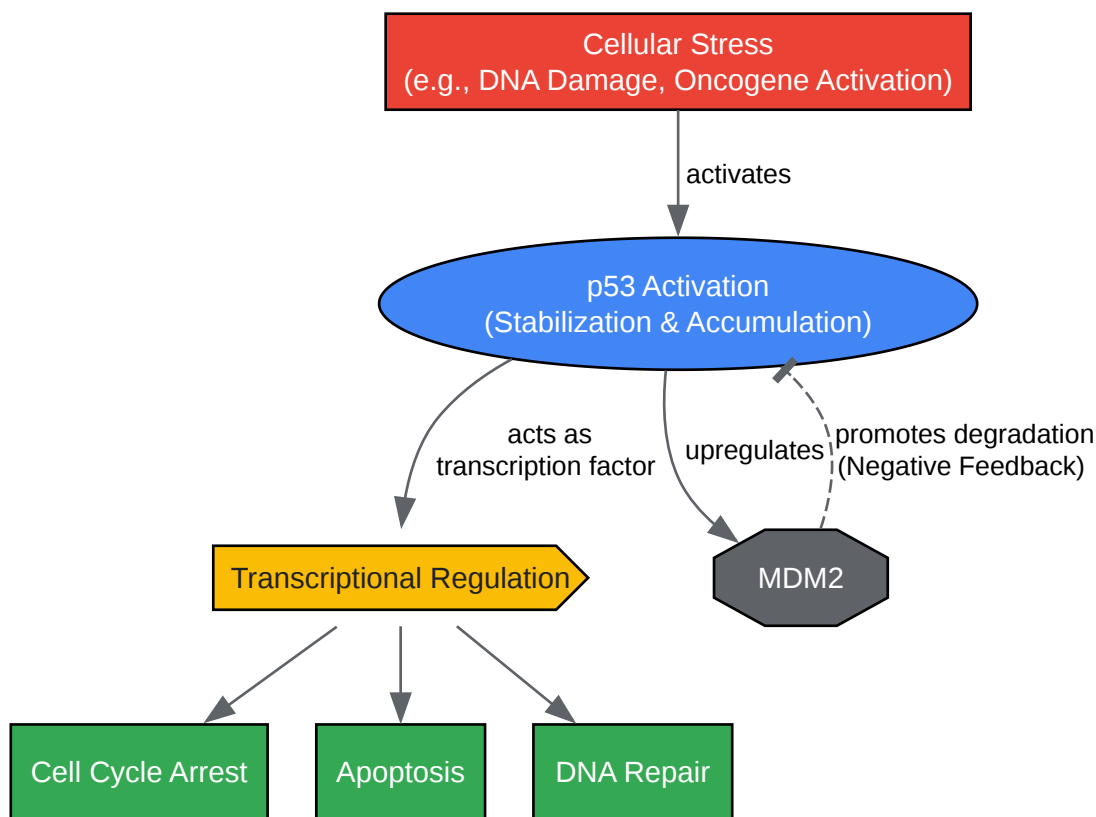 Cellular Stress
(e.g., DNA Damage, Oncogene Activation)
activates
p53 Activation
(Stabilization & Accumulation)
acts as
transcription factor
upregulates
promotes degradation
(Negative Feedback)
Transcriptional Regulation
MDM2
Cell Cycle Arrest
Apoptosis
DNA Repair